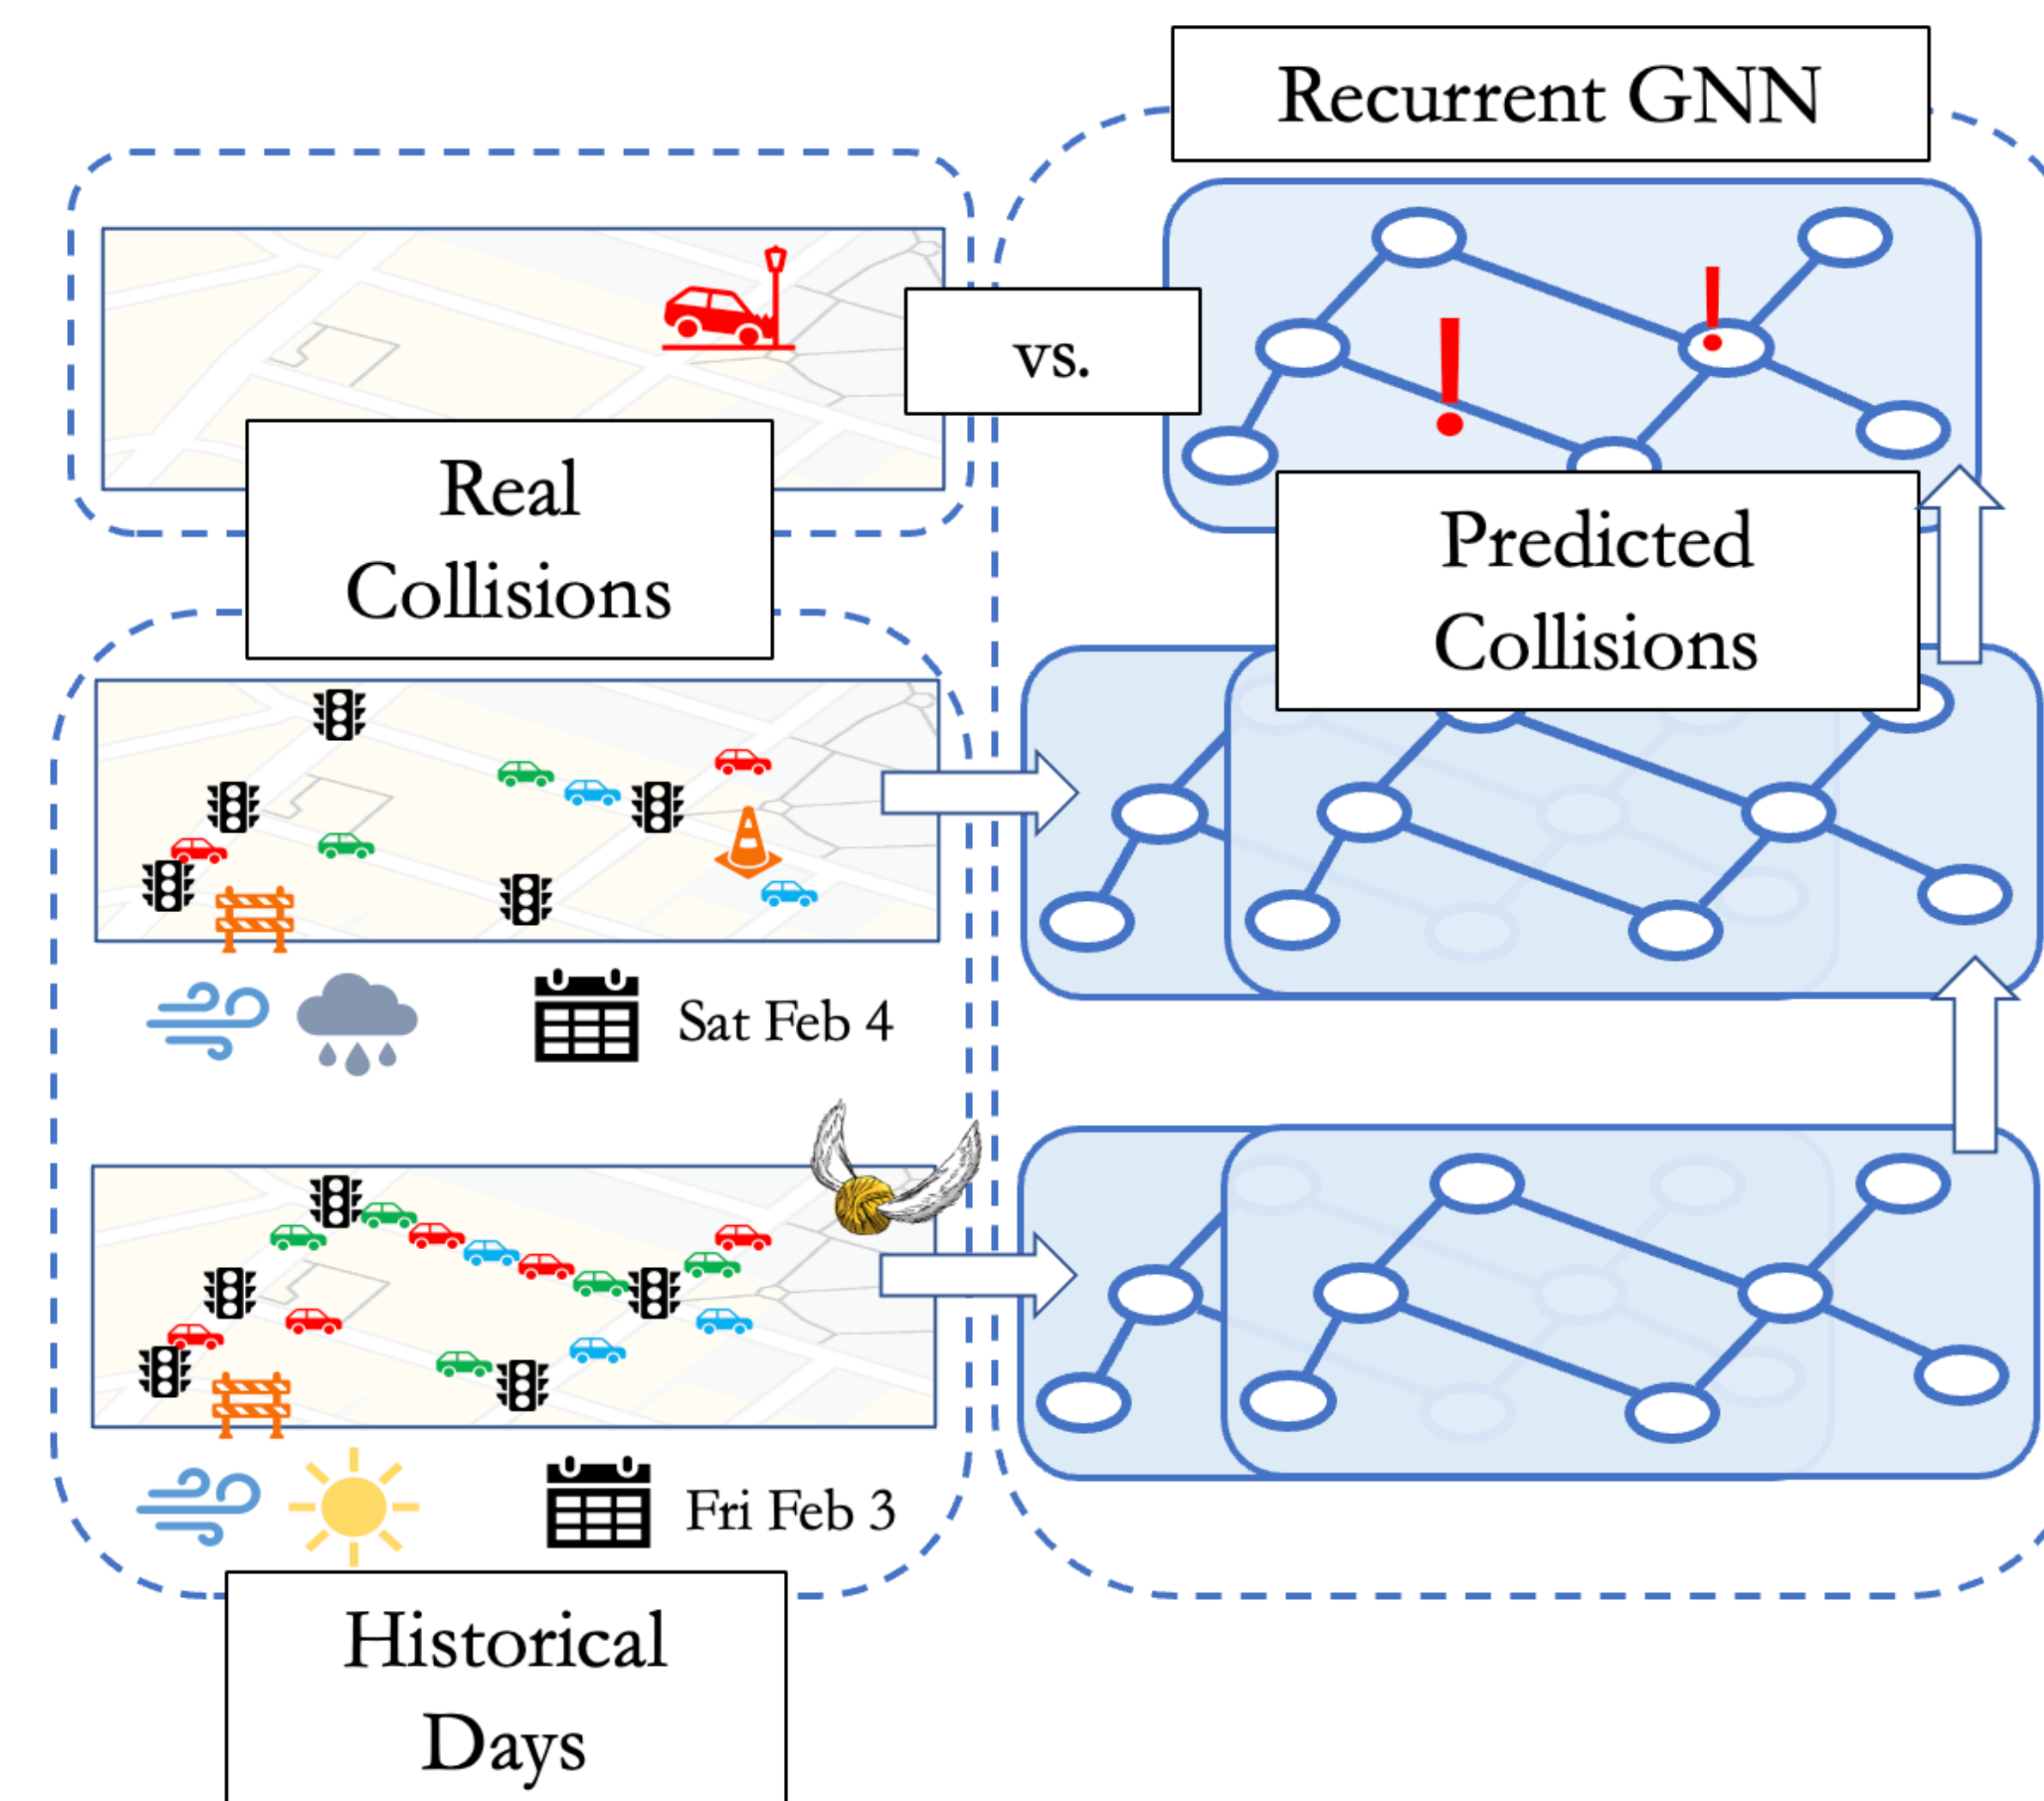 Recurrent GNN
vs.
Real
Collisions
Predicted
Collisions
Sat Feb 4
Fri Feb 3
Historical
Days